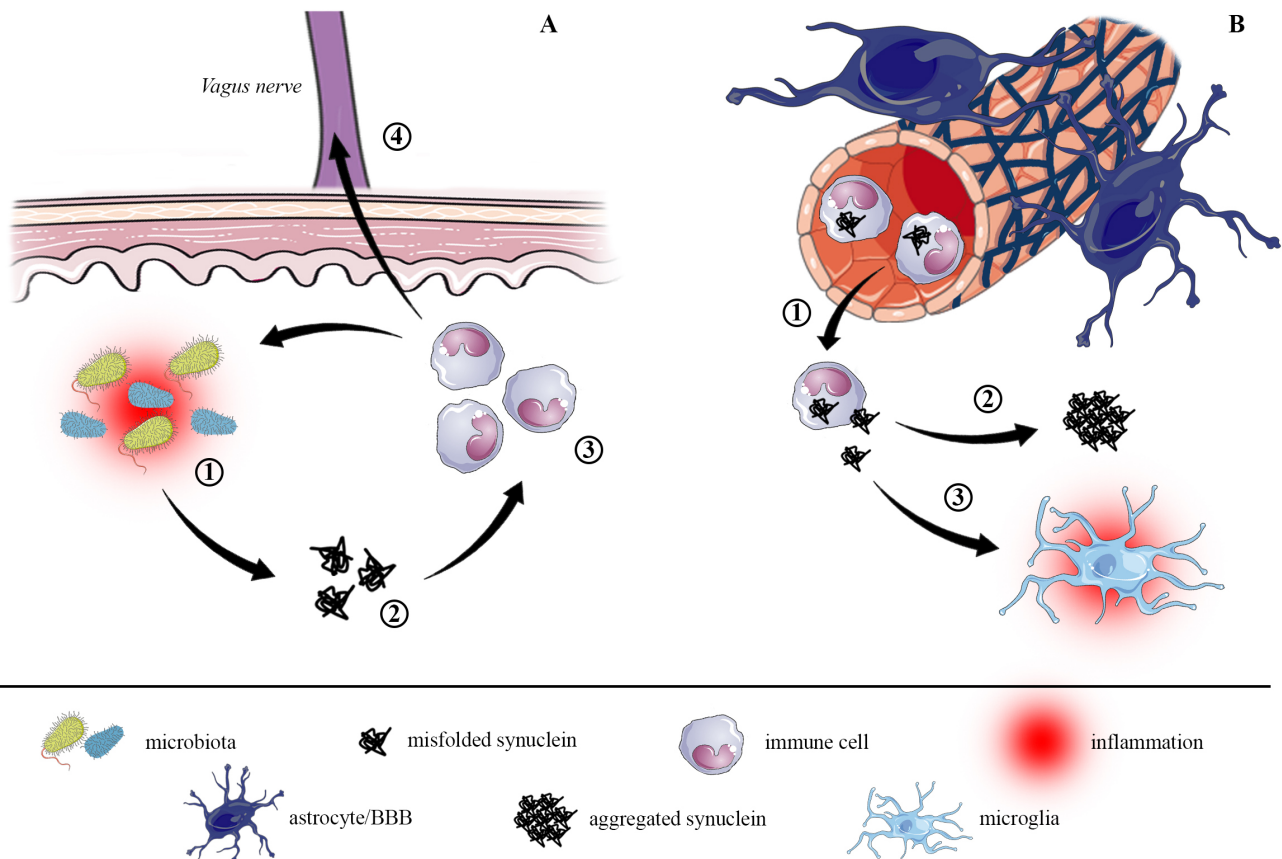 A
B
Vagus nerve
④
①
③
②
①
②
③
microbiota
misfolded synuclein
immune cell
inflammation
astrocyte/BBB
aggregated synuclein
microglia